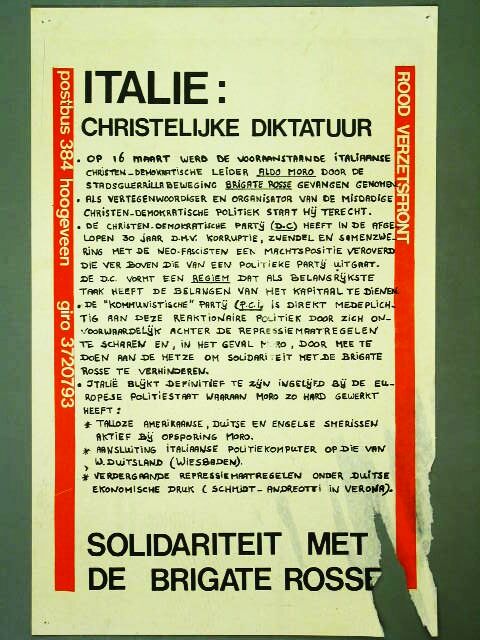 ITALIE :
CHRISTELIJKE DIKTATUUR
• OP 16 MAART WERD DE VOORAANSTAANDE ITALIAANSE
CHRISTEN-DEMOKRATISCHE LEIDER ALDO MORO DOOR DE
STADSGUERRILLABEWEGING BRIGATE ROSSE GEVANGEN GENOMEN.
• ALS VERTEGENWOORDIGER EN ORGANISATOR VAN DE MISDADIGE
CHRISTEN-DEMOKRATISCHE POLITIEK STAAT HIJ TERECHT.
• DE CHRISTEN-DEMOKRATISCHE PARTIJ (D.C) HEEFT IN DE AFGE
LOPEN 30 JAAR D.M.V. KORRUPTIE, ZWENDEL EN SAMENZWE-
RING MET DE NEO-FASCISTEN EEN MACHTSPOSITIE VEROVERD
DIE VER BOVEN DIE VAN EEN POLITIEKE PARTIJ UITGAAT.
DE D.C. VORMT EEN REGIEM DAT ALS BELANGRIJKSTE
TAAK HEEFT DE BELANGEN VAN HET KAPITAAL TE DIENEN.
• DE "KOMMUNISTISCHE" PARTIJ (P.C.I) IS DIREKT MEDEPLICH-
TIG AAN DEZE REAKTIONAIRE POLITIEK DOOR ZICH ON-
VOORWAARDELIJK ACHTER DE REPRESSIEMAATREGELEN
TE SCHAREN EN, IN HET GEVAL MORO, DOOR MEE TE
DOEN AAN DE HETZE OM SOLIDARITEIT MET DE BRIGATE
ROSSE TE VERHINDEREN.
• ITALIË BLIJKT DEFINITIEF TE ZIJN INGELIJFD BIJ DE EU-
ROPESE POLITIESTAAT WAARAAN MORO ZO HARD GEWERKT
HEEFT :
* TALLOZE AMERIKAANSE, DUITSE EN ENGELSE SMERISSEN
AKTIEF BIJ OPSPORING MORO.
* AANSLUITING ITALIAANSE POLITIEKOMPUTER OP DIE VAN
W. DUITSLAND (WIESBADEN).
* VERDERGAANDE REPRESSIEMAATREGELEN ONDER DUITSE
EKONOMISCHE DRUK (SCHMIDT-ANDREOTTI IN VERONA).
SOLIDARITEIT MET
DE BRIGATE ROSSE
postbus 384 hoogeveen giro 3720793
ROOD VERZETSFRONT